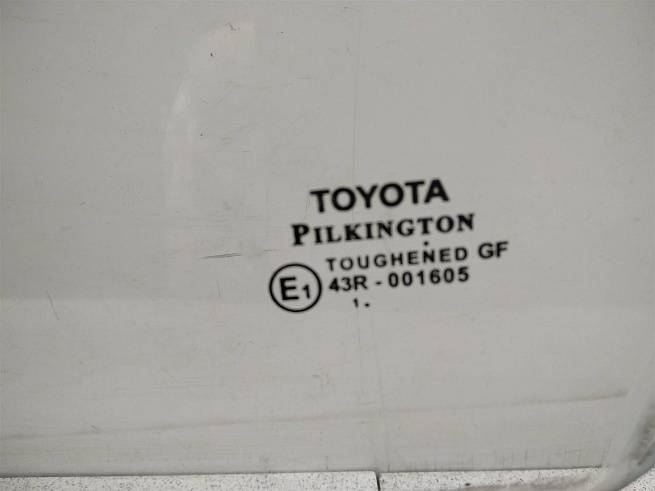 TOYOTA
PILKINGTON
TOUGHENED GF
E1 43R - 001605
1.